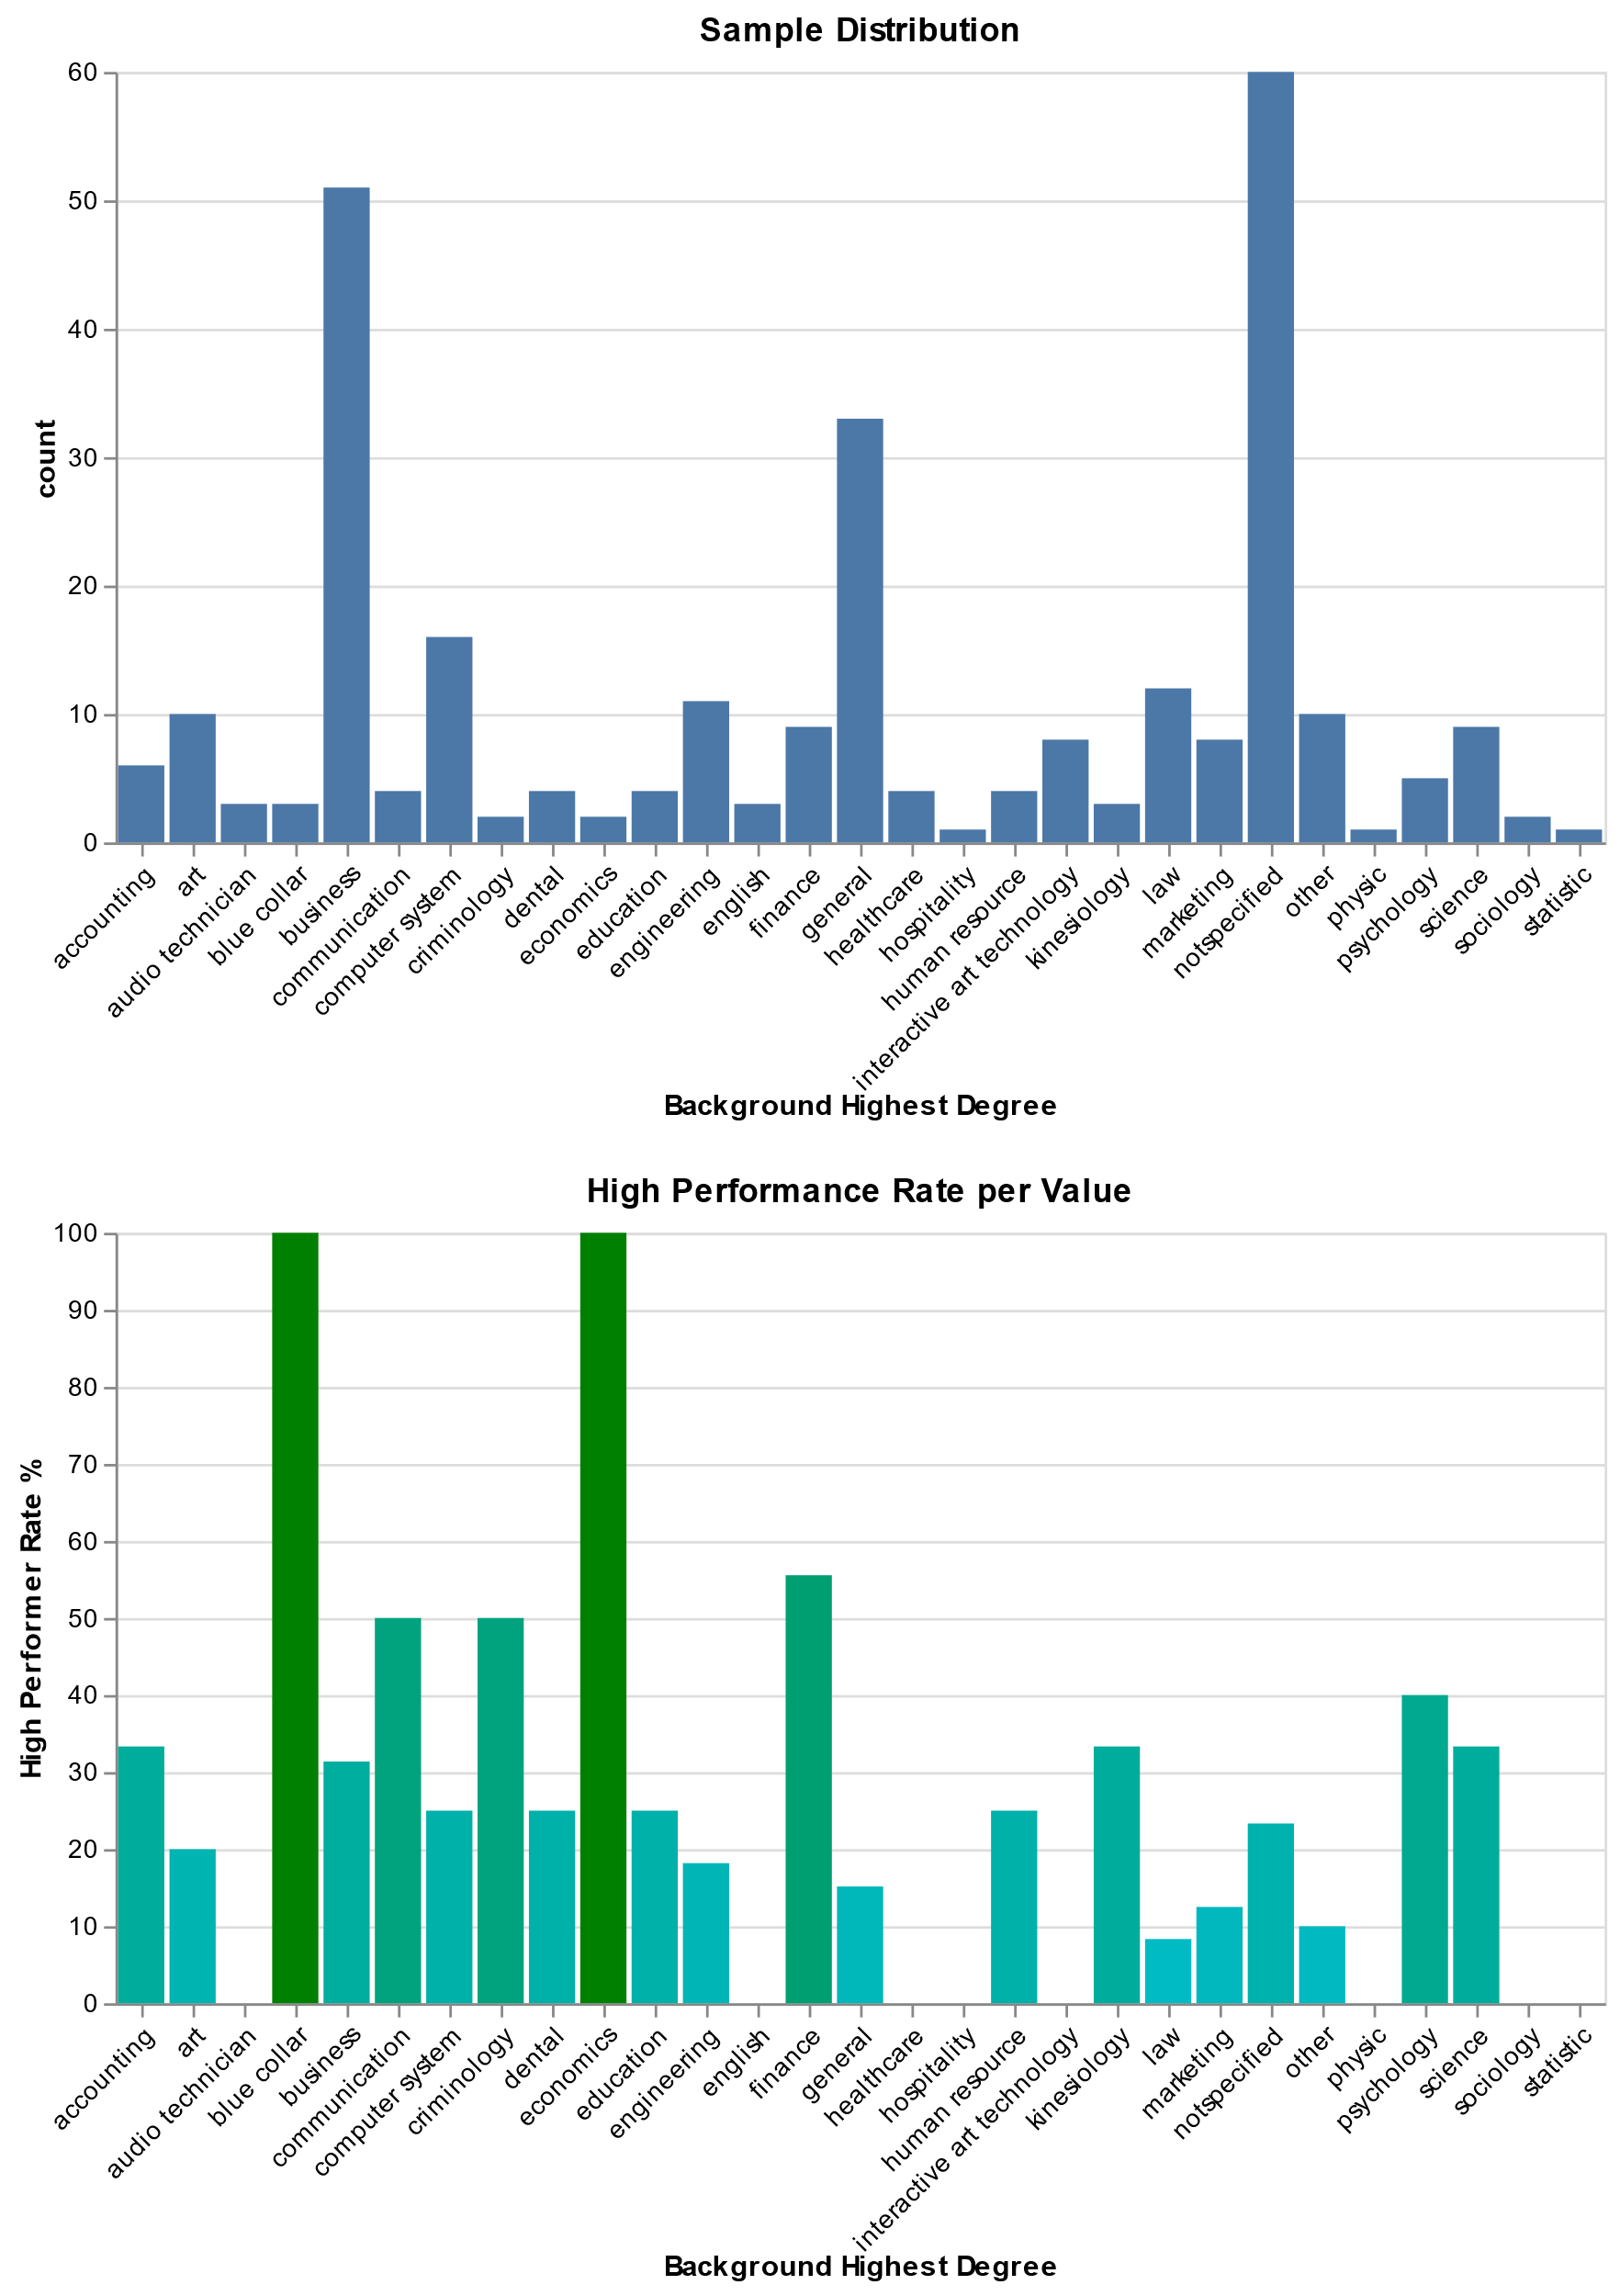 Sample Distribution
60
50
40
30
20
10
0
count
accounting
art
audio technician
blue collar
business
communication
computer system
criminology
dental
economics
education
engineering
english
finance
general
healthcare
hospitality
human resource
interactive art technology
kinesiology
law
marketing
notspecified
other
physic
psychology
science
sociology
statistic
Background Highest Degree
High Performance Rate per Value
100
90
80
70
60
50
40
30
20
10
0
High Performer Rate %
accounting
art
audio technician
blue collar
business
communication
computer system
criminology
dental
economics
education
engineering
english
finance
general
healthcare
hospitality
human resource
interactive art technology
kinesiology
law
marketing
notspecified
other
physic
psychology
science
sociology
statistic
Background Highest Degree